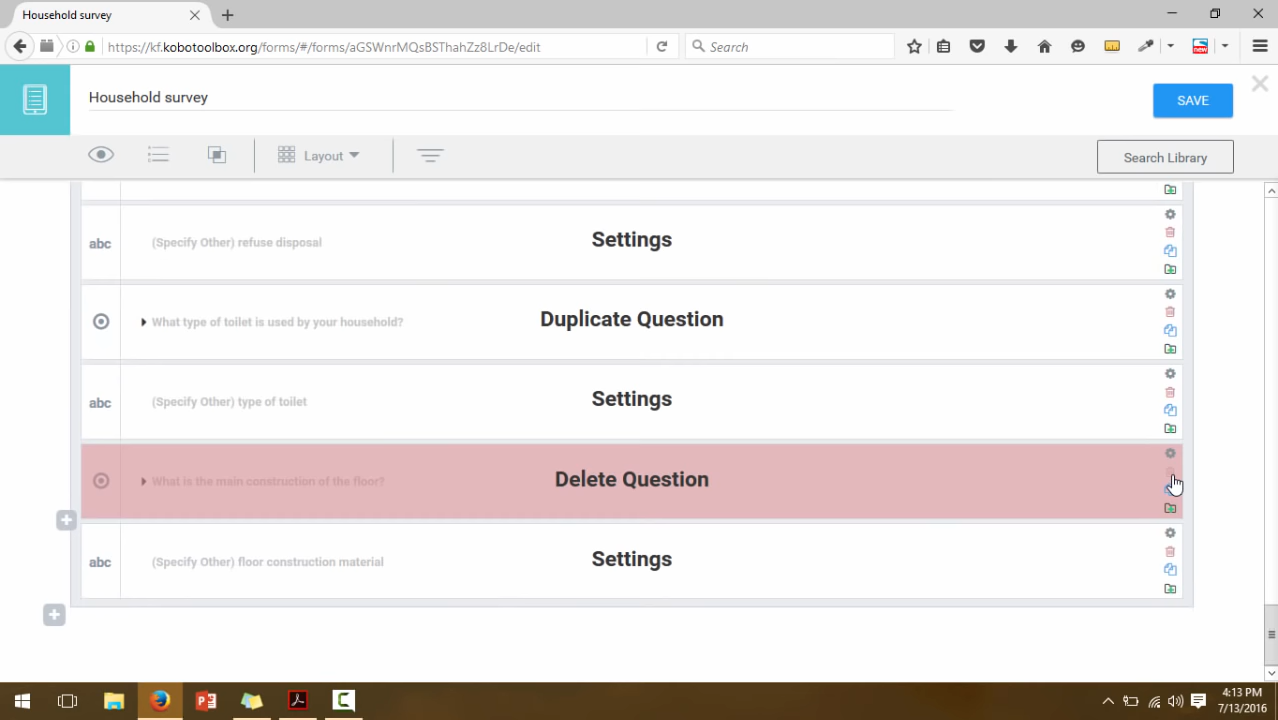 Household survey
https://kf.kobotoolbox.org/forms/#/forms/aGSWnrMQsBSThahZz8LrDe/edit
Search
new
Household survey
SAVE
Layout
Search Library
abc
(Specify Other) refuse disposal
Settings
What type of toilet is used by your household?
Duplicate Question
abc
(Specify Other) type of toilet
Settings
What is the main construction of the floor?
Delete Question
abc
(Specify Other) floor construction material
Settings
4:13 PM
7/13/2016